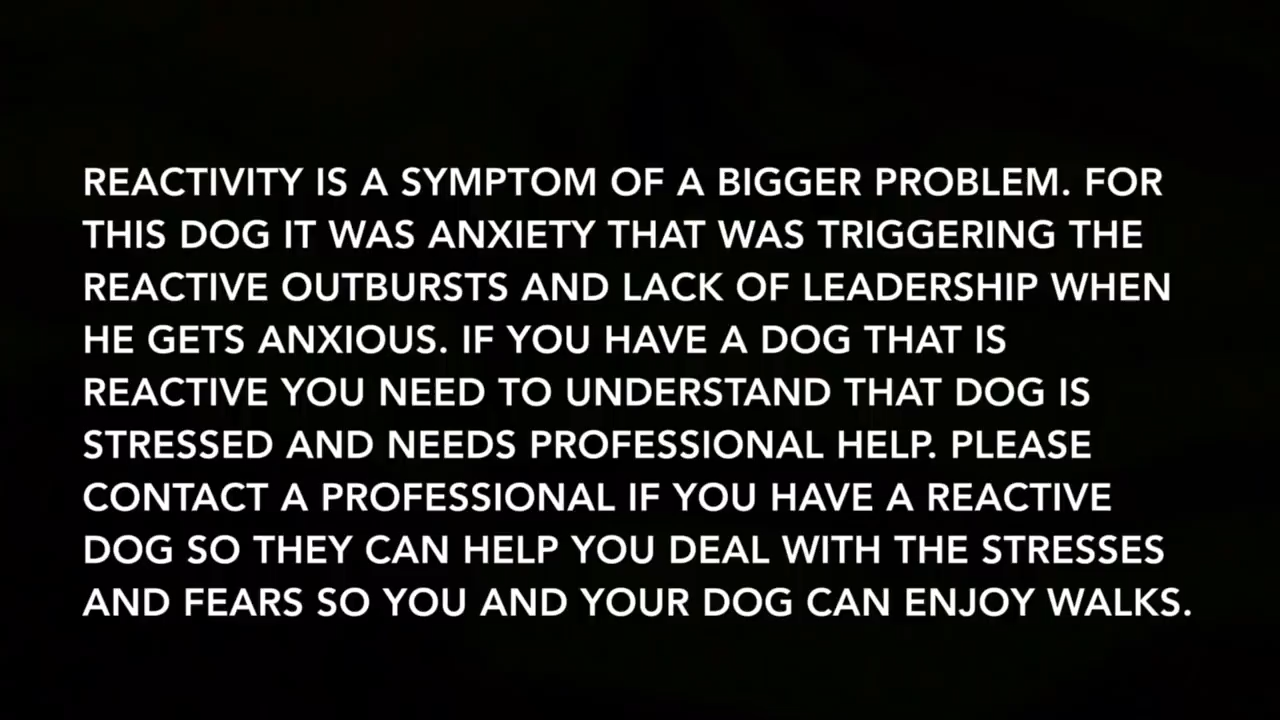 REACTIVITY IS A SYMPTOM OF A BIGGER PROBLEM. FOR
THIS DOG IT WAS ANXIETY THAT WAS TRIGGERING THE
REACTIVE OUTBURSTS AND LACK OF LEADERSHIP WHEN
HE GETS ANXIOUS. IF YOU HAVE A DOG THAT IS
REACTIVE YOU NEED TO UNDERSTAND THAT DOG IS
STRESSED AND NEEDS PROFESSIONAL HELP. PLEASE
CONTACT A PROFESSIONAL IF YOU HAVE A REACTIVE
DOG SO THEY CAN HELP YOU DEAL WITH THE STRESSES
AND FEARS SO YOU AND YOUR DOG CAN ENJOY WALKS.